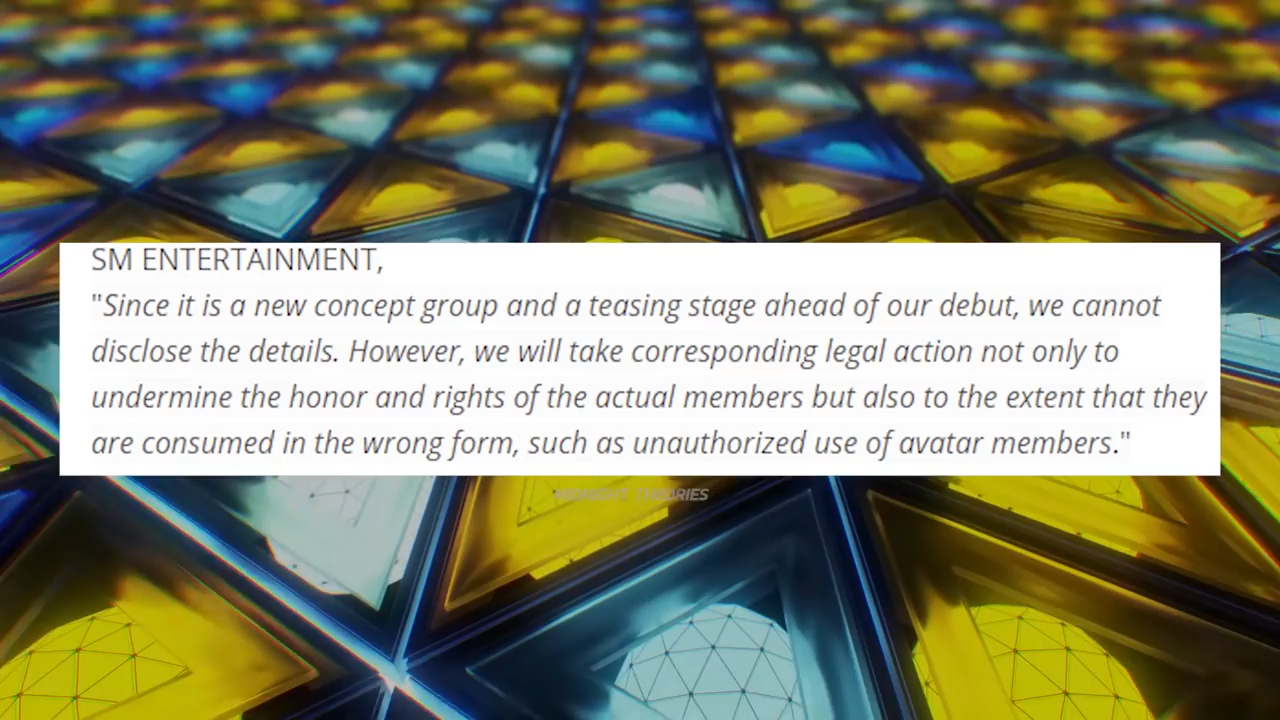 SM ENTERTAINMENT,
"Since it is a new concept group and a teasing stage ahead of our debut, we cannot
disclose the details. However, we will take corresponding legal action not only to
undermine the honor and rights of the actual members but also to the extent that they
are consumed in the wrong form, such as unauthorized use of avatar members."
MIDNIGHT THEORIES